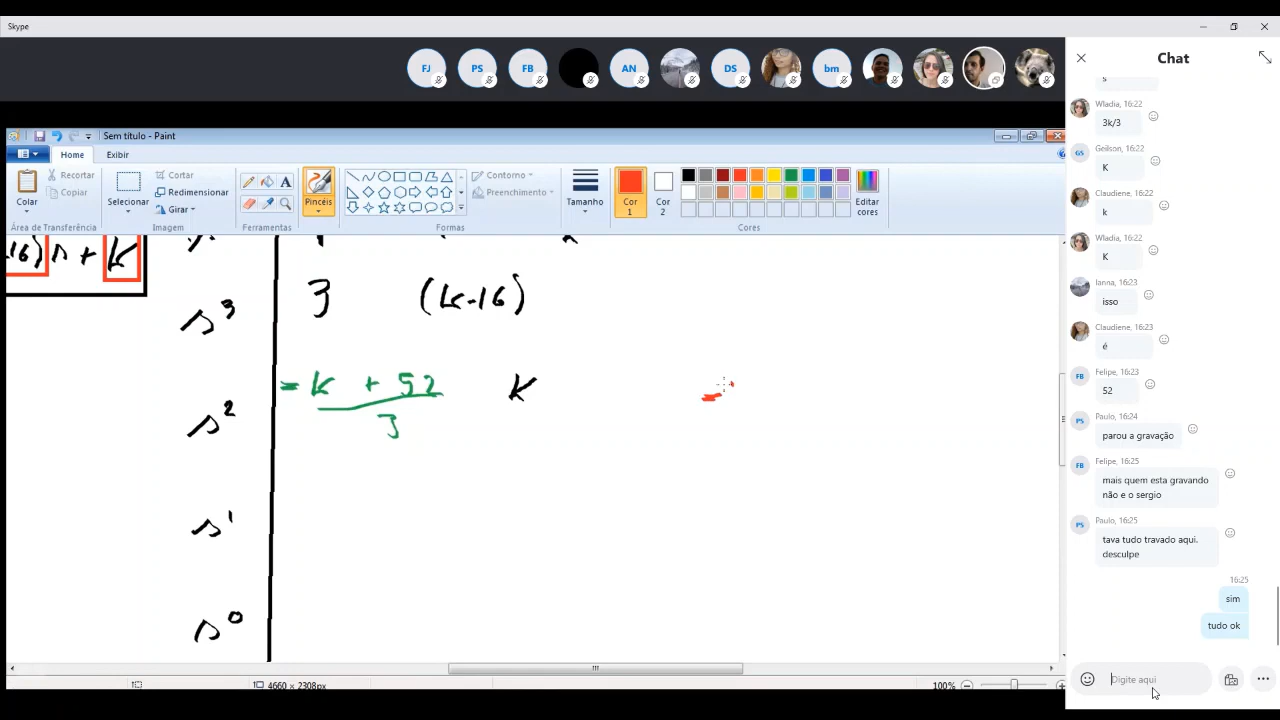 Skype
FJ PS FB AN DS bm
Sem título - Paint
Home Exibir
Colar
Recortar
Copiar
Área de Transferência
Selecionar
Cortar
Redimensionar
Girar
Imagem
A
Ferramentas
Pincéis
Contorno
Preenchimento
Formas
Tamanho
Cor 1
Cor 2
Editar cores
Cores
16) s + K
s³ 3 (K-16)
s² = K + 52 K
3
s¹
s⁰
4660 × 2308px
100%
Chat
s
Wladia, 16:22
3k/3
GS
Geilson, 16:22
K
Claudiene, 16:22
k
Wladia, 16:22
K
Ianna, 16:23
isso
Claudiene, 16:23
é
FB
Felipe, 16:23
52
PS
Paulo, 16:24
parou a gravação
FB
Felipe, 16:25
mais quem esta gravando
não e o sergio
PS
Paulo, 16:25
tava tudo travado aqui.
desculpe
16:25
sim
tudo ok
Digite aqui